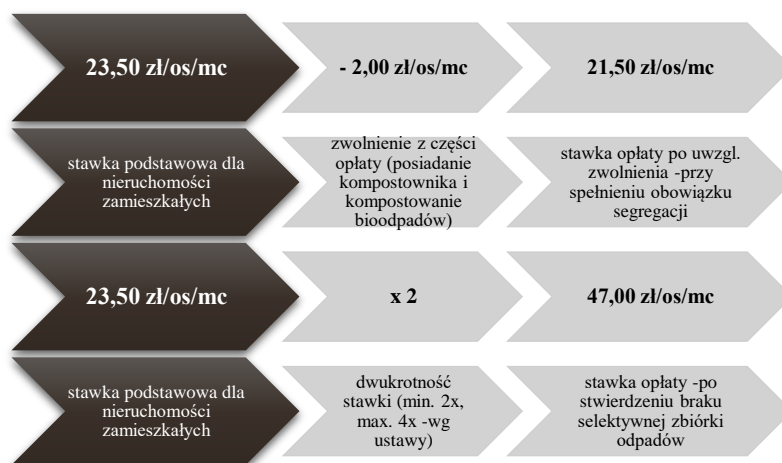 23,50 zł/os/mc
- 2,00 zł/os/mc
21,50 zł/os/mc
stawka podstawowa dla
nieruchomości
zamieszkałych
zwolnienie z części
opłaty (posiadanie
kompostownika i
kompostowanie
bioodpadów)
stawka opłaty po uwzgl.
zwolnienia -przy
spełnieniu obowiązku
segregacji
23,50 zł/os/mc
x 2
47,00 zł/os/mc
stawka podstawowa dla
nieruchomości
zamieszkałych
dwukrotność
stawki (min. 2x,
max. 4x -wg
ustawy)
stawka opłaty -po
stwierdzeniu braku
selektywnej zbiórki
odpadów